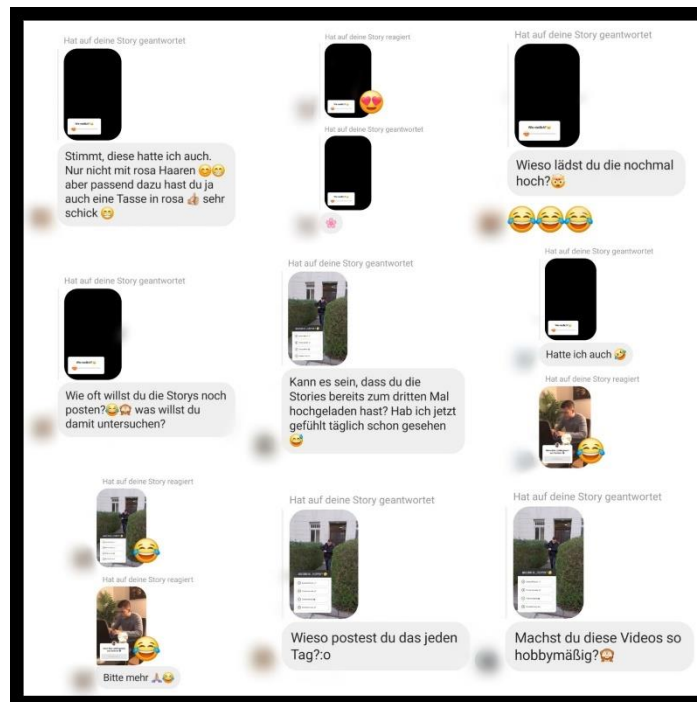 Hat auf deine Story geantwortet
Stimmt, diese hatte ich auch.
Nur nicht mit rosa Haaren 😊😁
aber passend dazu hast du ja
auch eine Tasse in rosa 👍🏼 sehr
schick 😁
Hat auf deine Story reagiert
😍
Hat auf deine Story geantwortet
🌸
Hat auf deine Story geantwortet
Wieso lädst du die nochmal
hoch?🤯
😂😂😂
Hat auf deine Story geantwortet
Wie oft willst du die Storys noch
posten?😂🙊 was willst du
damit untersuchen?
Hat auf deine Story geantwortet
Kann es sein, dass du die
Stories bereits zum dritten Mal
hochgeladen hast? Hab ich jetzt
gefühlt täglich schon gesehen
😅
Hat auf deine Story geantwortet
Hatte ich auch 🤣
Hat auf deine Story reagiert
😂
Hat auf deine Story reagiert
😂
Hat auf deine Story reagiert
😂
Bitte mehr 🙏🏼😂
Hat auf deine Story geantwortet
Wieso postest du das jeden
Tag?:o
Hat auf deine Story geantwortet
Machst du diese Videos so
hobbymäßig?🙊